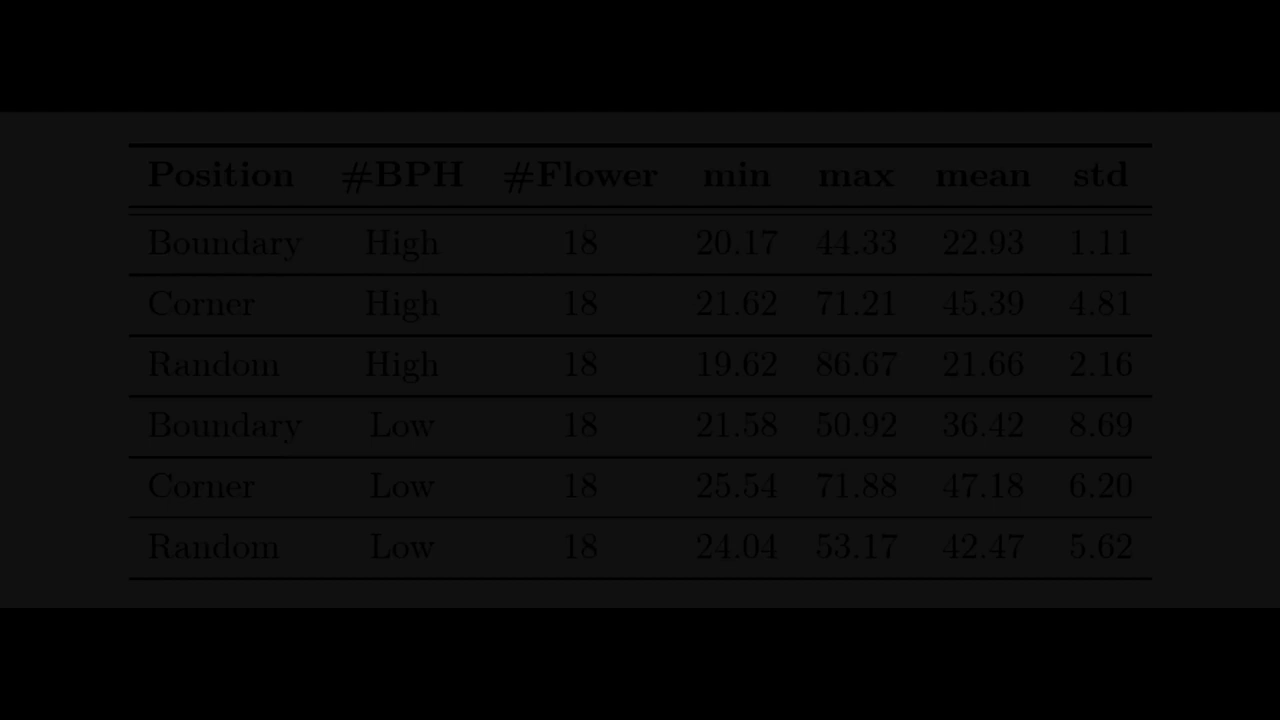 Position #BPH #Flower min max mean std
Boundary High 18 20.17 44.33 22.93 1.11
Corner High 18 21.62 71.21 45.39 4.81
Random High 18 19.62 86.67 21.66 2.16
Boundary Low 18 21.58 50.92 36.42 8.69
Corner Low 18 25.54 71.88 47.18 6.20
Random Low 18 24.04 53.17 42.47 5.62